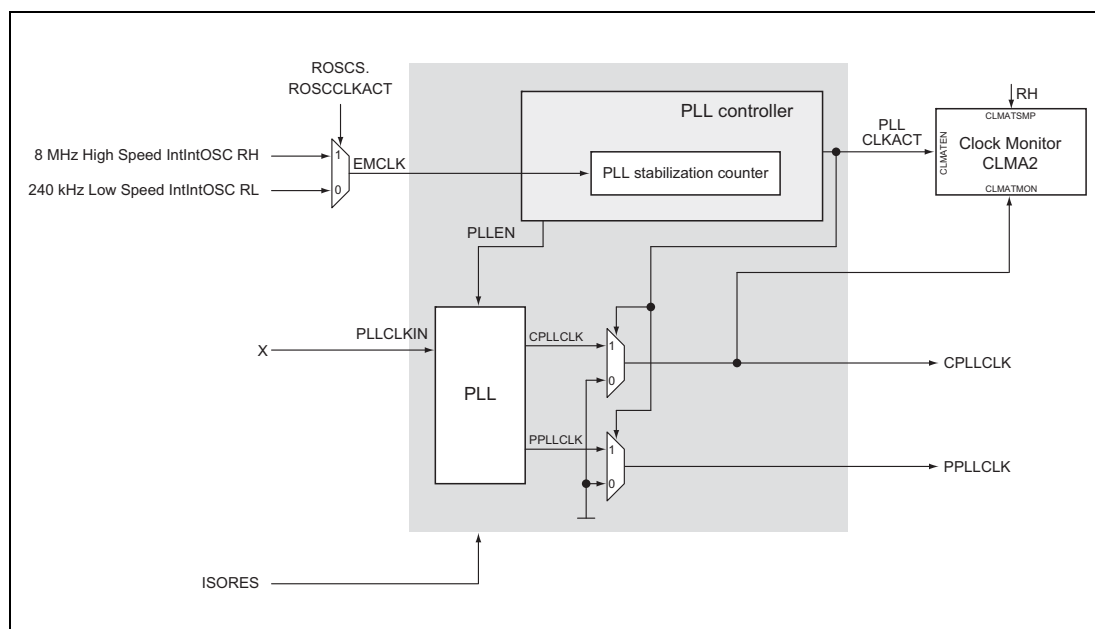 ROSCS.
ROSCCLKACT
8 MHz High Speed IntIntOSC RH
240 kHz Low Speed IntIntOSC RL
1
0
EMCLK
PLL controller
PLL stabilization counter
PLL
CLKACT
RH
CLMATSMP
CLMATEN
Clock Monitor
CLMA2
CLMATMON
PLLEN
X
PLLCLKIN
PLL
CPLLCLK
1
0
CPLLCLK
PPLLCLK
1
0
PPLLCLK
ISORES